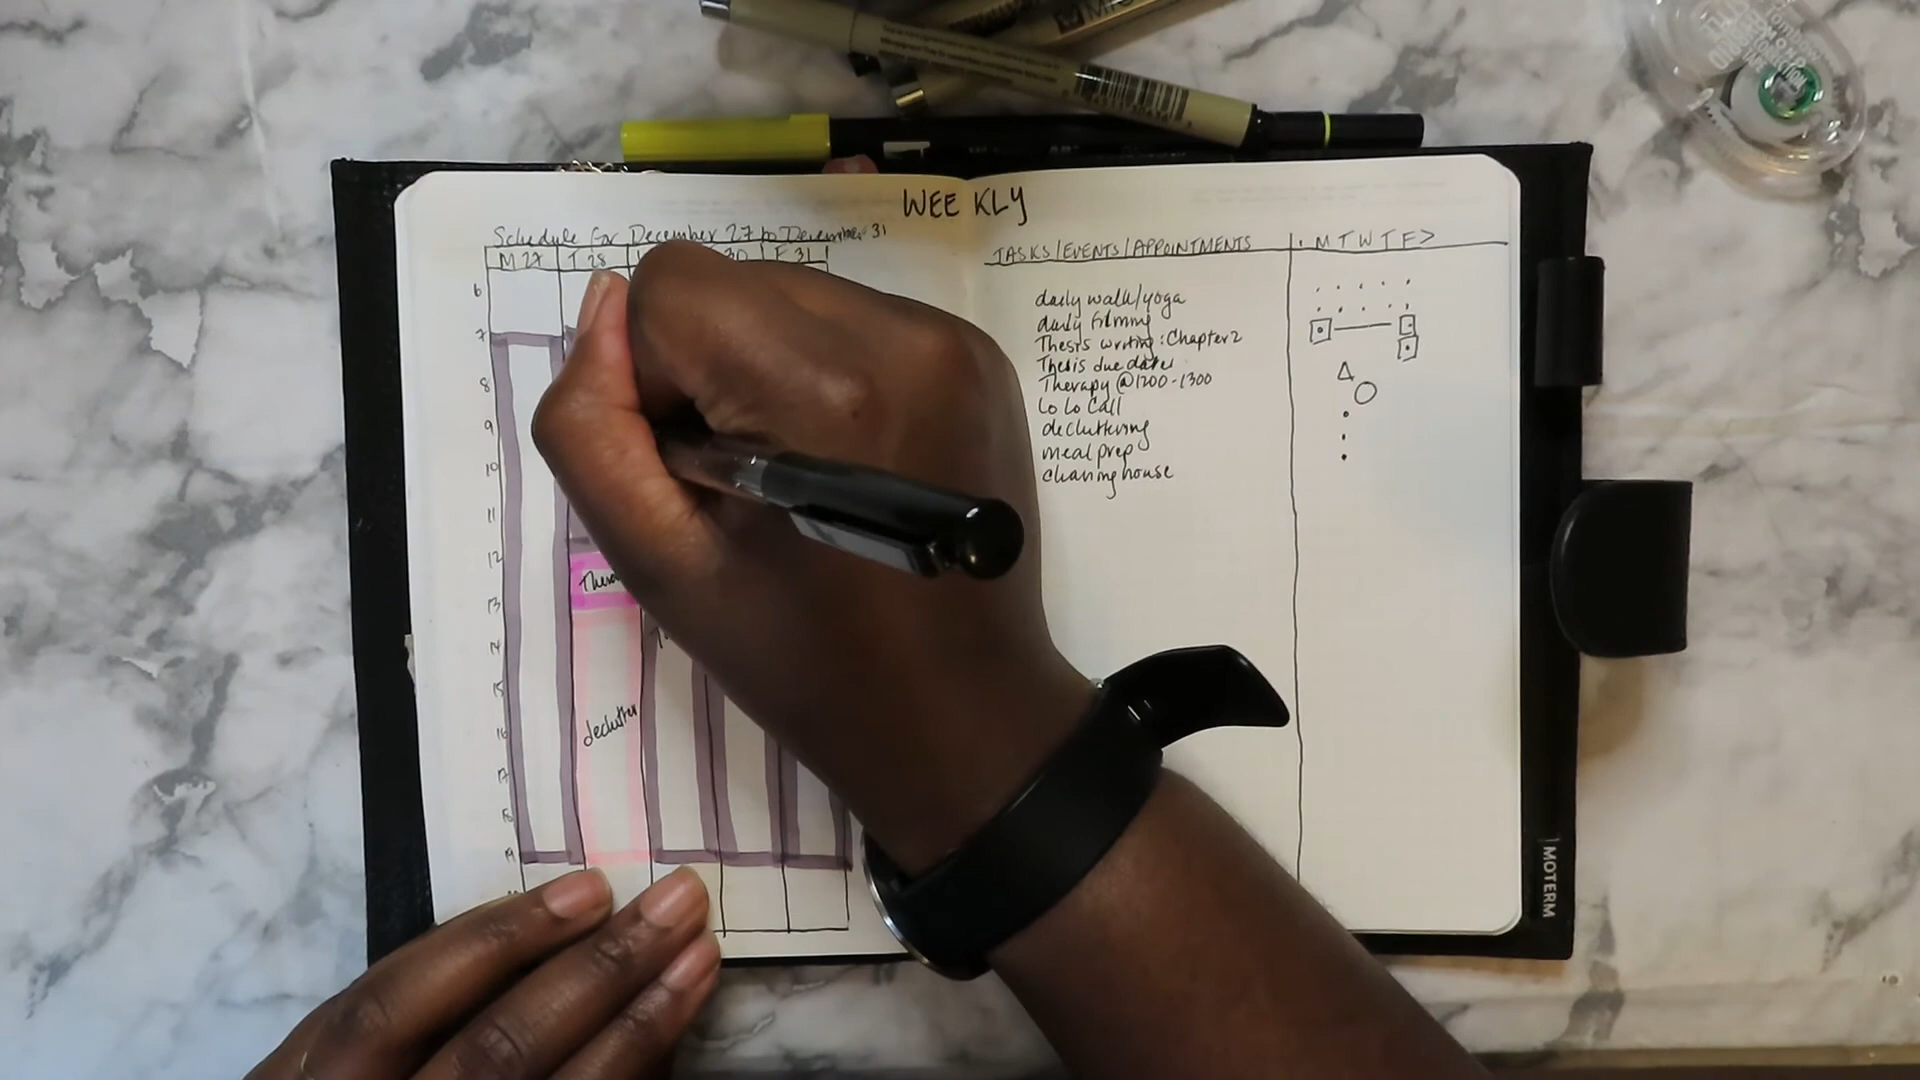 WEEKLY
Schedule for December 27 to December 31
M 27 T 28 30 F 31
6
7
8
9
10
11
12
13
14
15
16
17
18
19
declutter
TASKS/EVENTS/APPOINTMENTS
. M T W T F >
daily walk/yoga
daily filming
Thesis writing: Chapter 2
Thesis due date
Therapy @ 1200-1300
Lo Lo Call
decluttering
meal prep
cleaning house
MOTERM